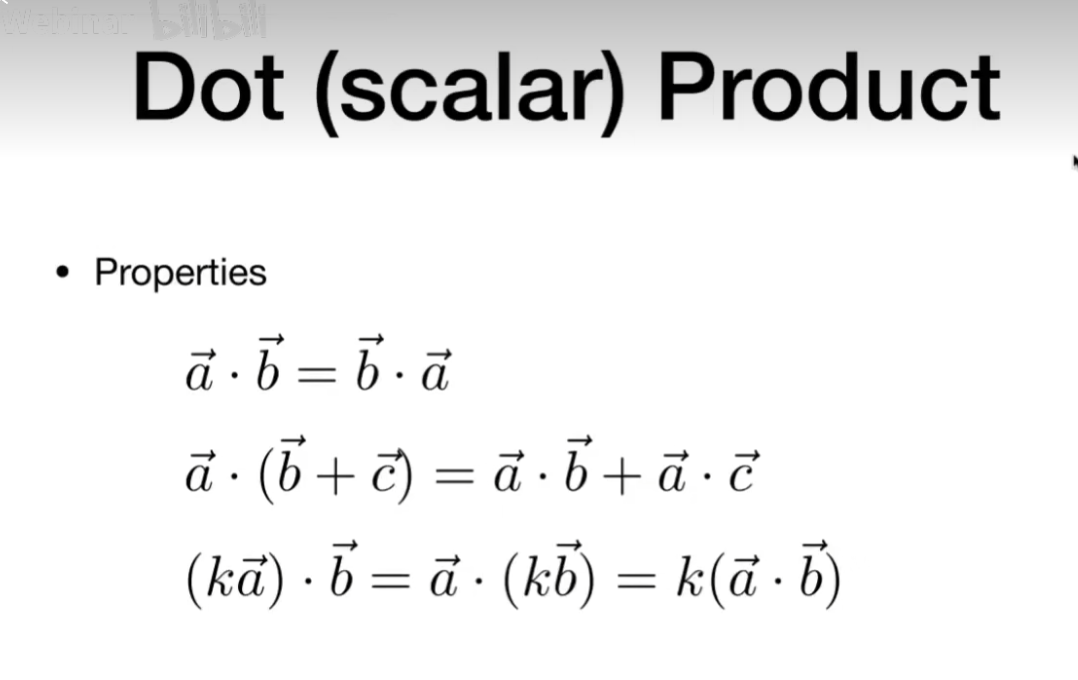 Webinar bilibili
Dot (scalar) Product
• Properties
$\vec{a} \cdot \vec{b} = \vec{b} \cdot \vec{a}$
$\vec{a} \cdot (\vec{b} + \vec{c}) = \vec{a} \cdot \vec{b} + \vec{a} \cdot \vec{c}$
$(k\vec{a}) \cdot \vec{b} = \vec{a} \cdot (k\vec{b}) = k(\vec{a} \cdot \vec{b})$